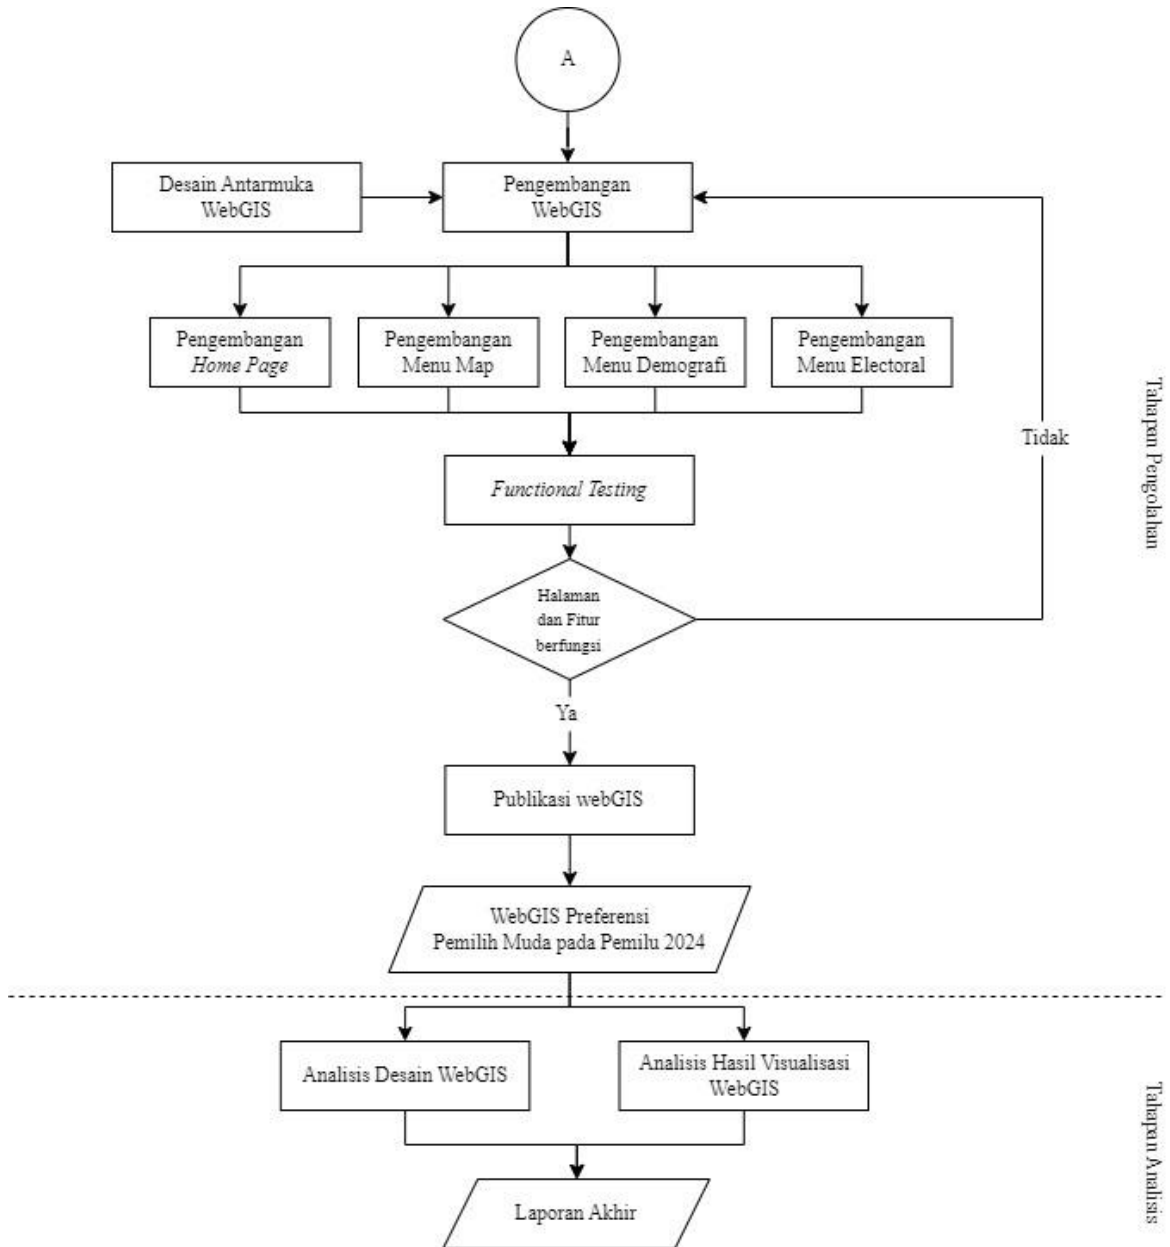 A
Desain Antarmuka
WebGIS
Pengembangan
WebGIS
Pengembangan
Home Page
Pengembangan
Menu Map
Pengembangan
Menu Demografi
Pengembangan
Menu Electoral
Tidak
Tahapan Pengolahan
Functional Testing
Halaman
dan Fitur
berfungsi
Ya
Publikasi webGIS
WebGIS Preferensi
Pemilih Muda pada Pemilu 2024
Analisis Desain WebGIS
Analisis Hasil Visualisasi
WebGIS
Tahapan Analisis
Laporan Akhir